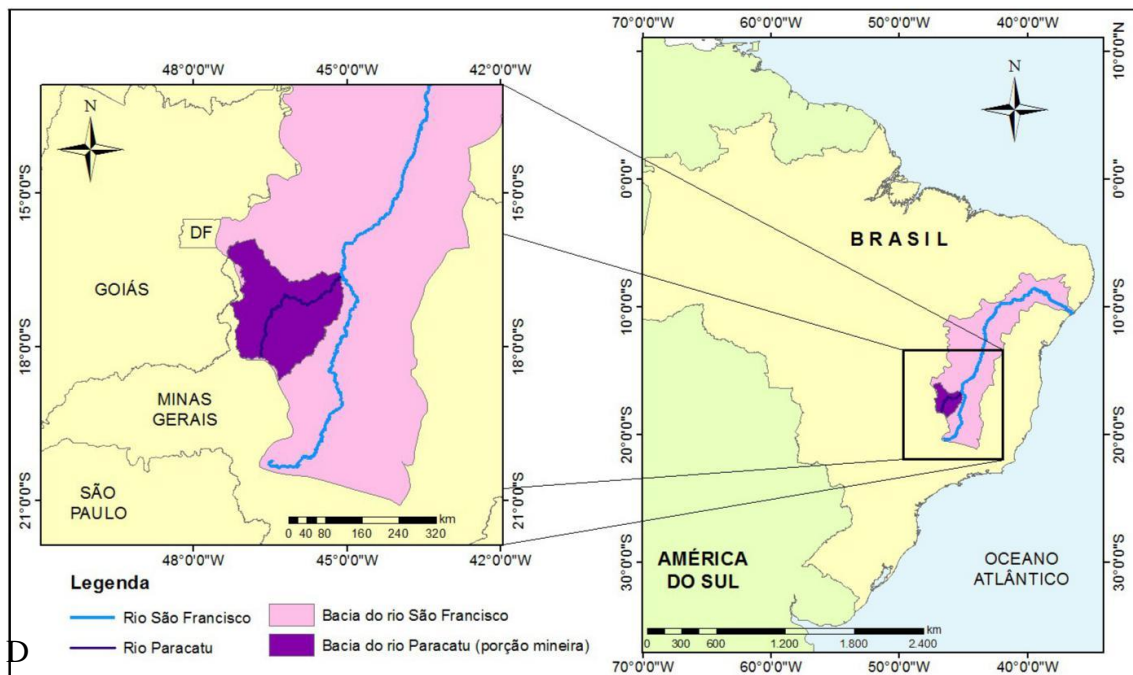 70°0'0"W
60°0'0"W
50°0'0"W
40°0'0"W
48°0'0"W
45°0'0"W
42°0'0"W
N
N
10°0'0"N
15°0'0"S
0°0'0"
0°0'0"
DF
BRASIL
GOIÁS
10°0'0"S
10°0'0"S
18°0'0"S
MINAS
GERAIS
20°0'0"S
20°0'0"S
SÃO
PAULO
21°0'0"S
km
0 40 80 160 240 320
48°0'0"W
45°0'0"W
42°0'0"W
AMÉRICA
DO SUL
OCEANO
ATLÂNTICO
30°0'0"S
30°0'0"S
Legenda
Rio São Francisco
Bacia do rio São Francisco
Rio Paracatu
Bacia do rio Paracatu (porção mineira)
km
0 300 600 1.200 1.800 2.400
70°0'0"W
60°0'0"W
50°0'0"W
40°0'0"W
15°0'0"S
18°0'0"S
21°0'0"S
10°0'0"N
D